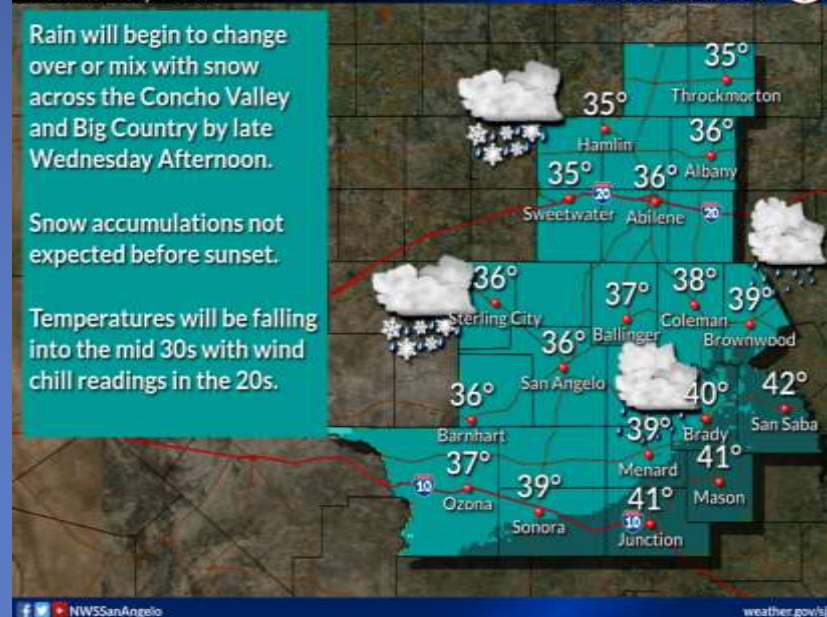 Rain will begin to change
over or mix with snow
across the Concho Valley
and Big Country by late
Wednesday Afternoon.
Snow accumulations not
expected before sunset.
Temperatures will be falling
into the mid 30s with wind
chill readings in the 20s.
35°
Throckmorton
35°
Hamlin
36°
Albany
35°
Sweetwater
20
36°
Abilene
20
36°
Sterling City
37°
Ballinger
38°
Coleman
39°
Brownwood
36°
San Angelo
36°
Barnhart
40°
Brady
42°
San Saba
39°
Menard
41°
Mason
37°
Ozona
10
39°
Sonora
41°
10
Junction
NWSSanAngelo